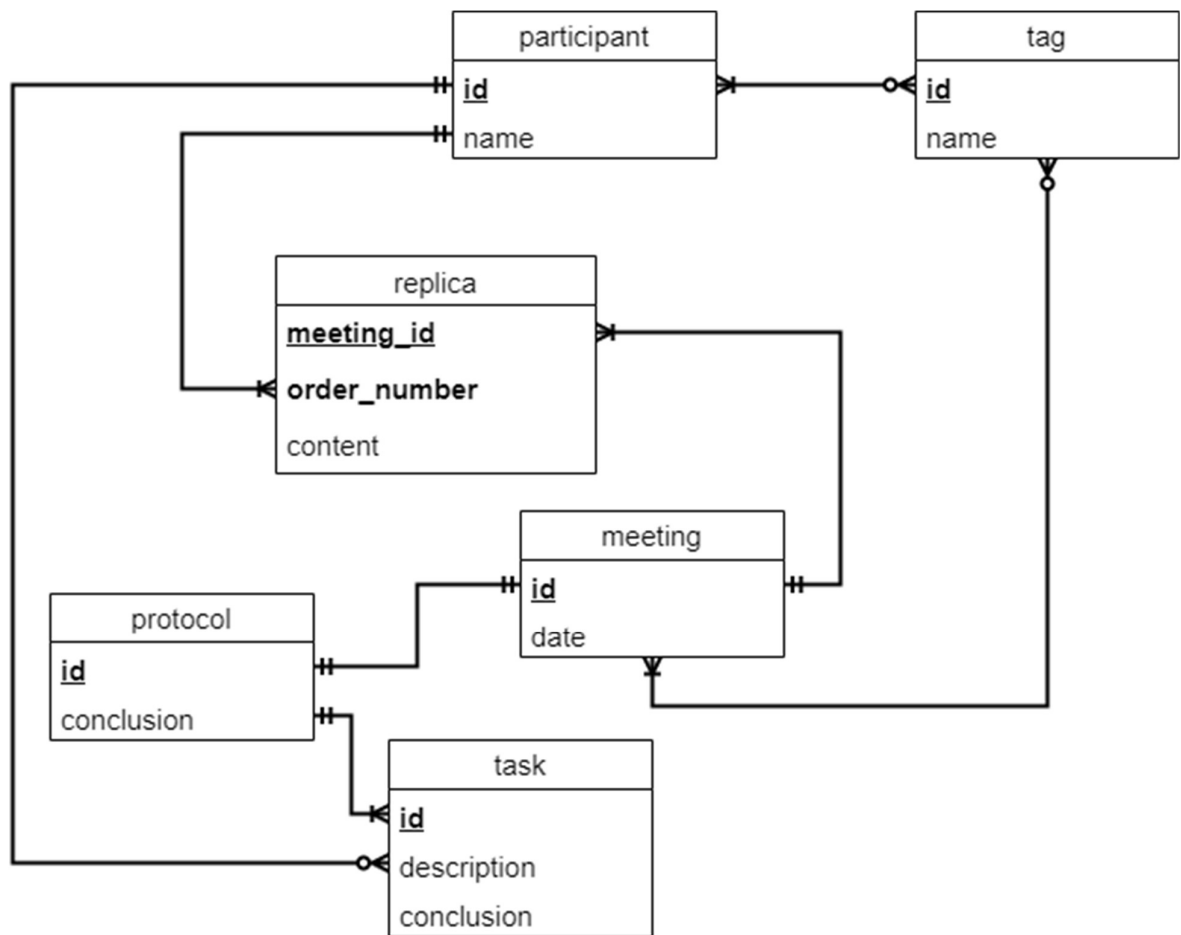 participant
id
name
tag
id
name
replica
meeting_id
order_number
content
meeting
id
date
protocol
id
conclusion
task
id
description
conclusion